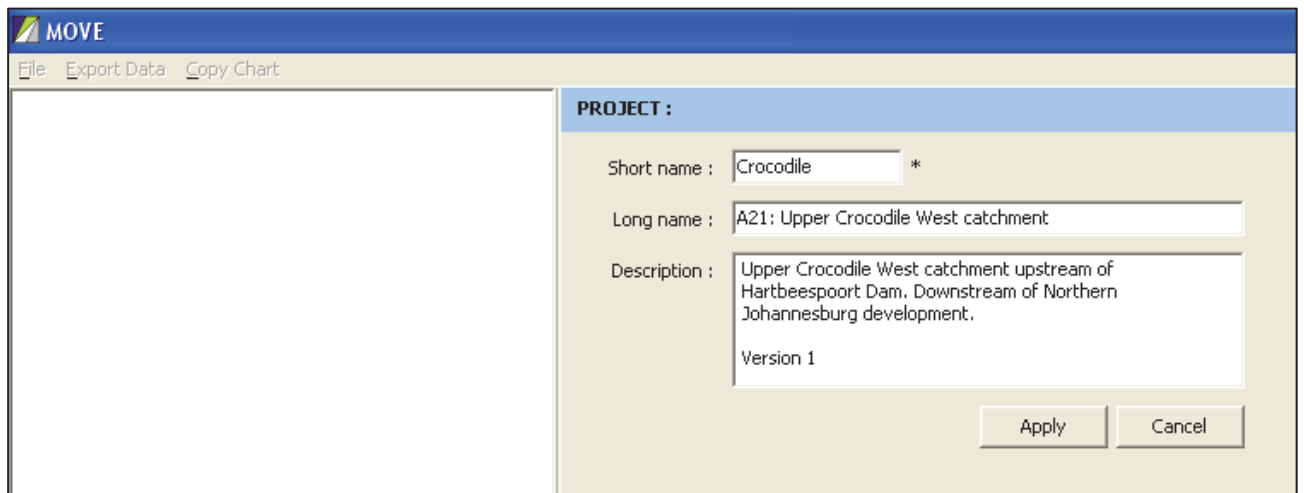 MOVE
File Export Data Copy Chart
PROJECT :
Short name : Crocodile *
Long name : A21: Upper Crocodile West catchment
Description : Upper Crocodile West catchment upstream of
Hartbeespoort Dam. Downstream of Northern
Johannesburg development.
Version 1
Apply Cancel